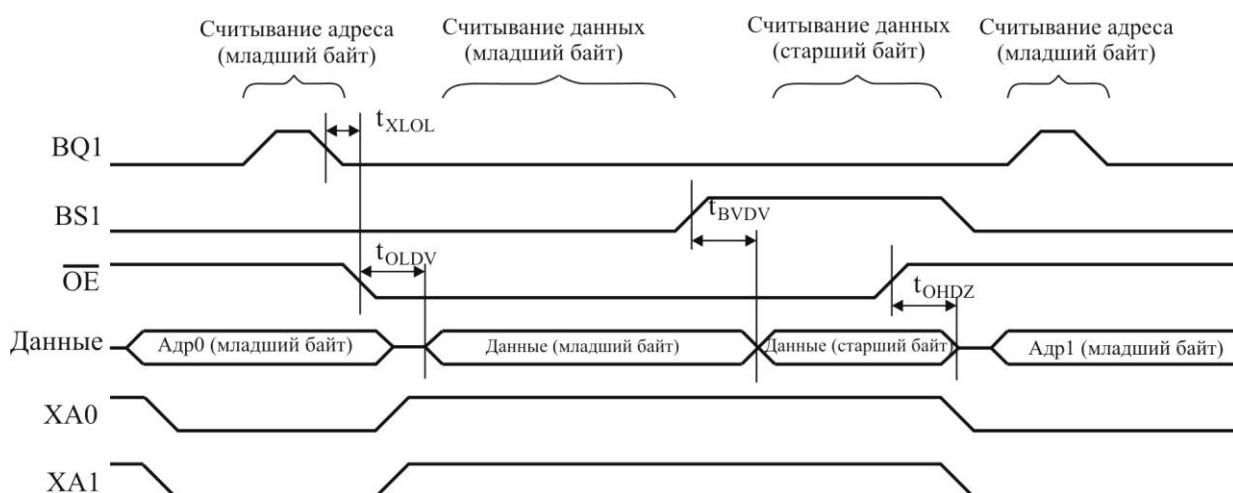 Считывание адреса
(младший байт)
Считывание данных
(младший байт)
Считывание данных
(старший байт)
Считывание адреса
(младший байт)
tXLOL
BQ1
BS1
tBVDV
tOLDV
OE
tOHDZ
Данные
Адр0 (младший байт)
Данные (младший байт)
Данные (старший байт)
Адр1 (младший байт)
XA0
XA1